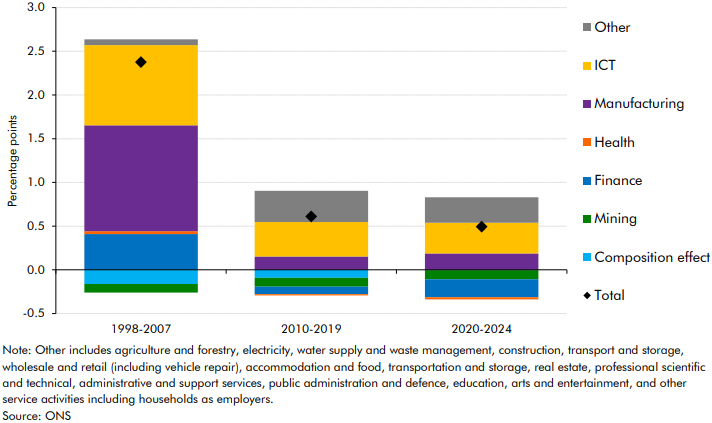 3.0
2.5
2.0
1.5
1.0
0.5
0.0
-0.5
Percentage points
1998-2007
2010-2019
2020-2024
Other
ICT
Manufacturing
Health
Finance
Mining
Composition effect
Total
Note: Other includes agriculture and forestry, electricity, water supply and waste management, construction, transport and storage,
wholesale and retail (including vehicle repair), accommodation and food, transportation and storage, real estate, professional scientific
and technical, administrative and support services, public administration and defence, education, arts and entertainment, and other
service activities including households as employers.
Source: ONS